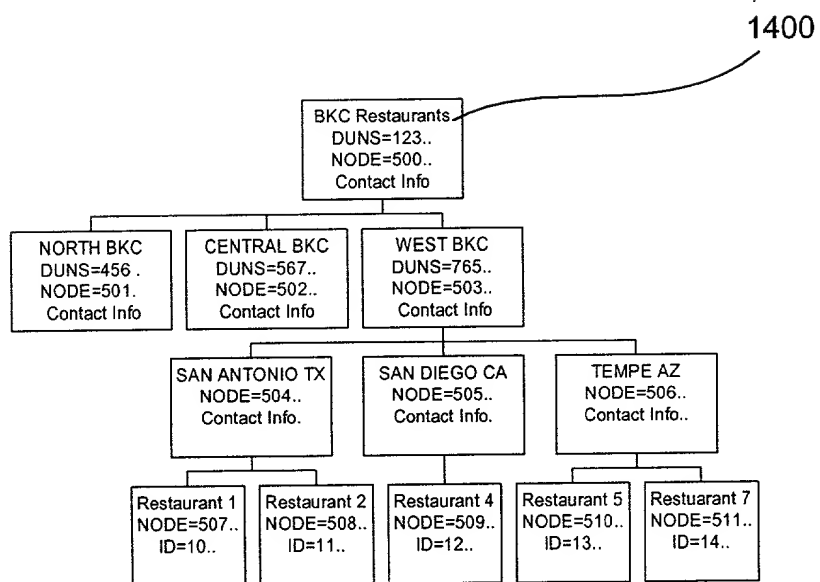 1400
BKC Restaurants
DUNS=123..
NODE=500..
Contact Info
NORTH BKC
DUNS=456 .
NODE=501.
Contact Info
CENTRAL BKC
DUNS=567..
NODE=502..
Contact Info
WEST BKC
DUNS=765..
NODE=503..
Contact Info
SAN ANTONIO TX
NODE=504..
Contact Info.
SAN DIEGO CA
NODE=505..
Contact Info.
TEMPE AZ
NODE=506..
Contact Info..
Restaurant 1
NODE=507..
ID=10..
Restaurant 2
NODE=508..
ID=11..
Restaurant 4
NODE=509..
ID=12..
Restaurant 5
NODE=510..
ID=13..
Restuarant 7
NODE=511..
ID=14..